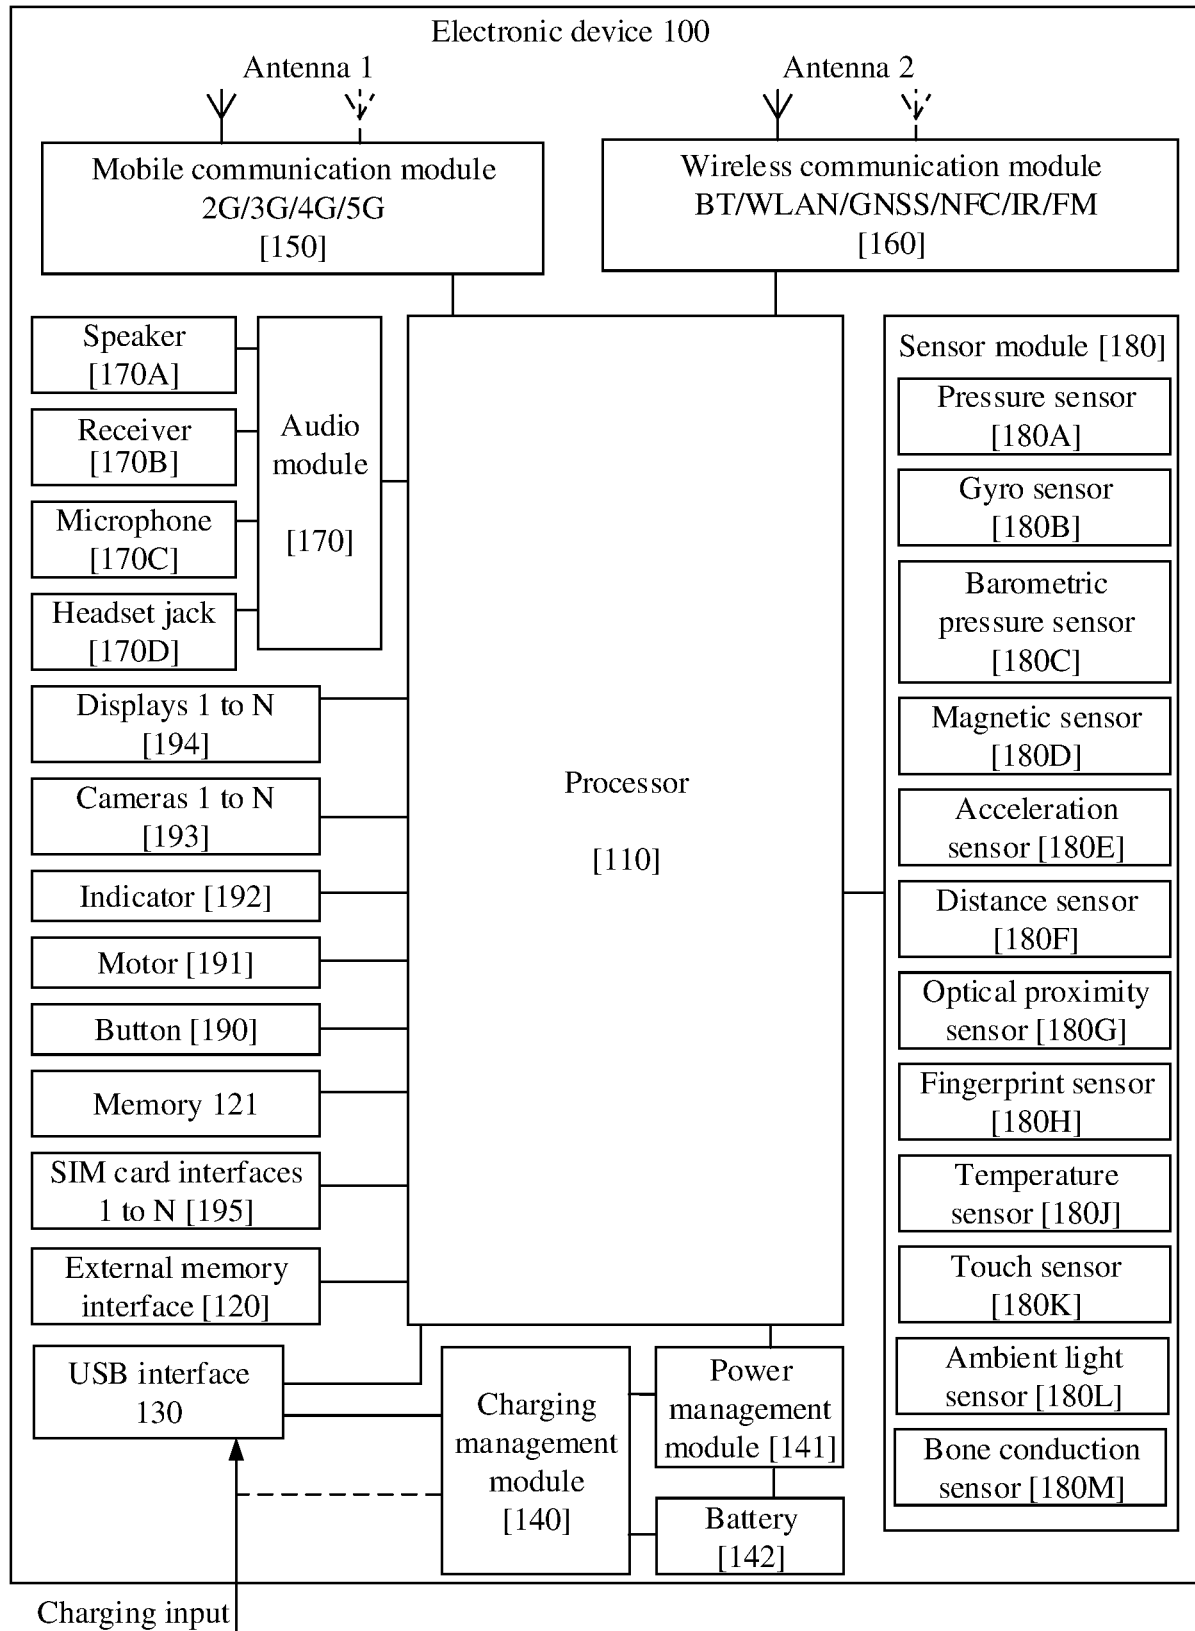 Electronic device 100
Antenna 1
Antenna 2
Mobile communication module
2G/3G/4G/5G
[150]
Wireless communication module
BT/WLAN/GNSS/NFC/IR/FM
[160]
Speaker
[170A]
Receiver
[170B]
Microphone
[170C]
Headset jack
[170D]
Audio
module
[170]
Displays 1 to N
[194]
Cameras 1 to N
[193]
Indicator [192]
Motor [191]
Button [190]
Memory 121
SIM card interfaces
1 to N [195]
External memory
interface [120]
USB interface
130
Processor
[110]
Charging
management
module
[140]
Power
management
module [141]
Battery
[142]
Sensor module [180]
Pressure sensor
[180A]
Gyro sensor
[180B]
Barometric
pressure sensor
[180C]
Magnetic sensor
[180D]
Acceleration
sensor [180E]
Distance sensor
[180F]
Optical proximity
sensor [180G]
Fingerprint sensor
[180H]
Temperature
sensor [180J]
Touch sensor
[180K]
Ambient light
sensor [180L]
Bone conduction
sensor [180M]
Charging input